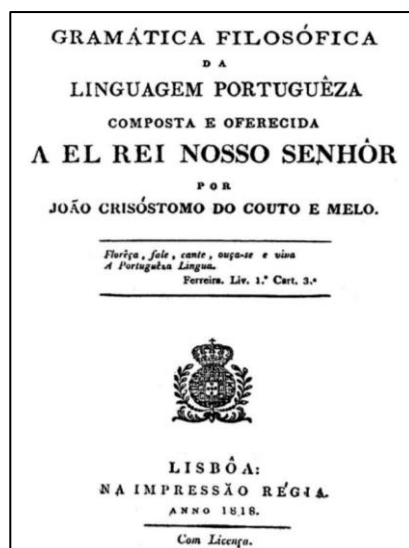 GRAMÁTICA FILOSÓFICA
DA
LINGUAGEM PORTUGUÊZA
COMPOSTA E OFERECIDA
A EL REI NOSSO SENHÔR
POR
JOÃO CRISÓSTOMO DO COUTO E MELO.
Florêça, fale, cante, ouça-se e viva
A Portuguêza Lingua.
Ferreira. Liv. 1.º Cart. 3.ª
LISBÔA:
NA IMPRESSÃO RÉGIA.
ANNO 1818.
Com Licença.